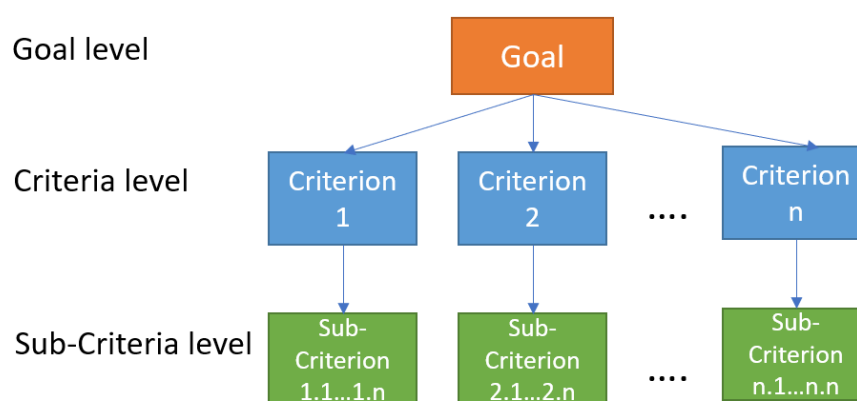 Goal level
Goal
Criteria level
Criterion
1
Criterion
2
....
Criterion
n
Sub-Criteria level
Sub-
Criterion
1.1...1.n
Sub-
Criterion
2.1...2.n
....
Sub-
Criterion
n.1...n.n